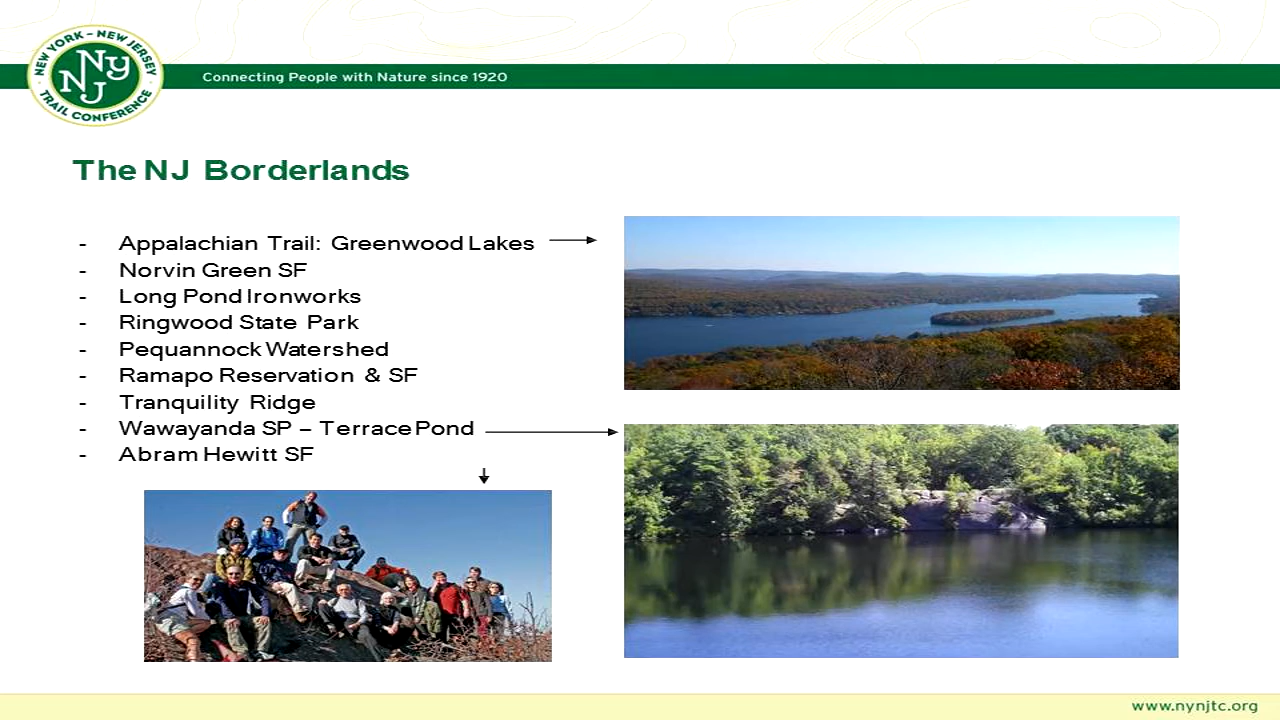 NEW YORK - NEW JERSEY
NY
NJ
TRAIL CONFERENCE
Connecting People with Nature since 1920
The NJ Borderlands
- Appalachian Trail: Greenwood Lakes
- Norvin Green SF
- Long Pond Ironworks
- Ringwood State Park
- Pequannock Watershed
- Ramapo Reservation & SF
- Tranquility Ridge
- Wawayanda SP – Terrace Pond
- Abram Hewitt SF
www.nynjtc.org